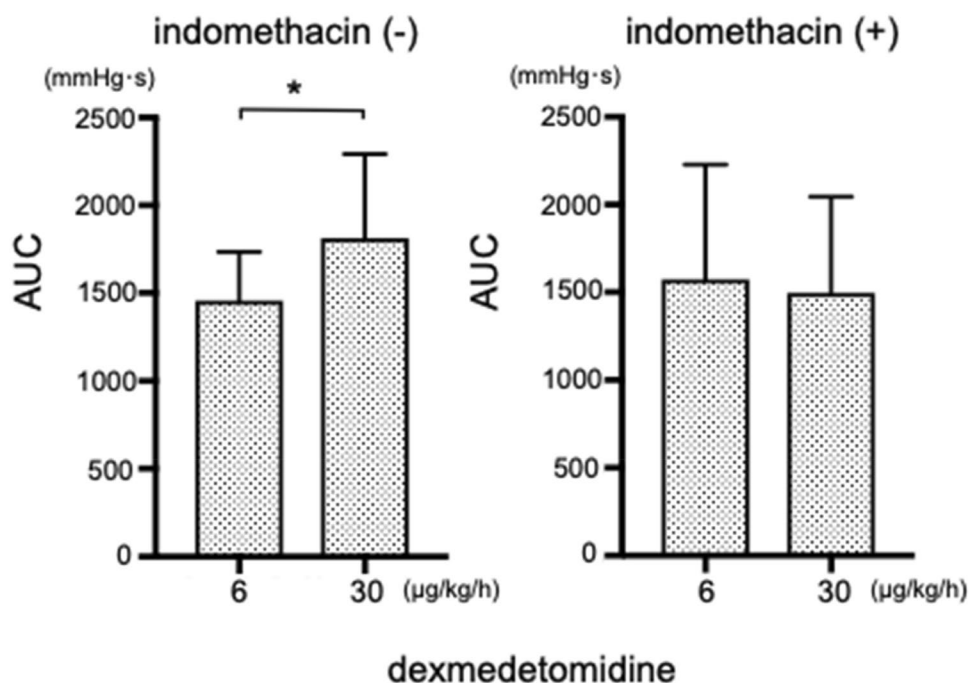 indomethacin (-)
(mmHg·s)
*
2500
2000
1500
1000
500
0
AUC
6
30
(µg/kg/h)
indomethacin (+)
(mmHg·s)
2500
2000
1500
1000
500
0
AUC
6
30
(µg/kg/h)
dexmedetomidine